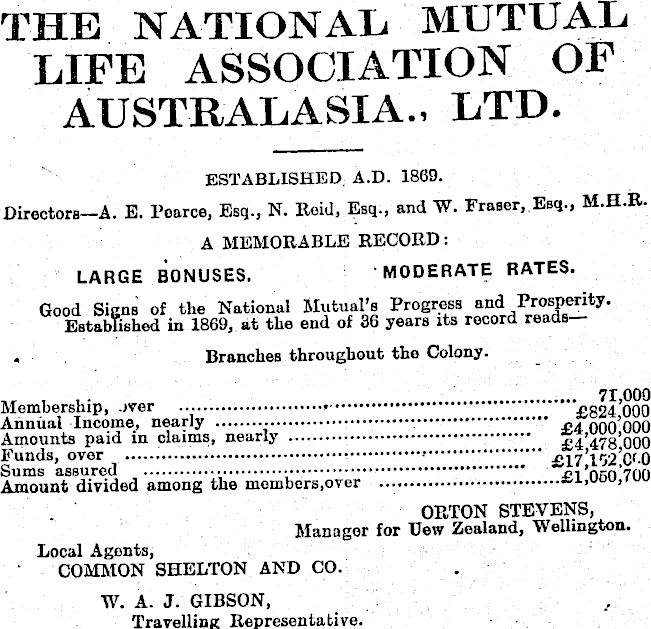 THE NATIONAL MUTUAL
LIFE ASSOCIATION OF
AUSTRALASIA., LTD.
ESTABLISHED A.D. 1869.
Directors—A. E. Pearce, Esq., N. Reid, Esq., and W. Fraser, Esq., M.H.R.
A MEMORABLE RECORD:
LARGE BONUSES. MODERATE RATES.
Good Signs of the National Mutual's Progress and Prosperity.
Established in 1869, at the end of 36 years its record reads—
Branches throughout the Colony.
Membership, over ........ 71,000
Annual Income, nearly ........ £824,000
Amounts paid in claims, nearly ........ £4,000,000
Funds, over ........ £4,478,000
Sums assured ........ £17,152,000
Amount divided among the members,over ........ £1,050,700
ORTON STEVENS,
Manager for Uew Zealand, Wellington.
Local Agents,
COMMON SHELTON AND CO.
W. A. J. GIBSON,
Travelling Representative.